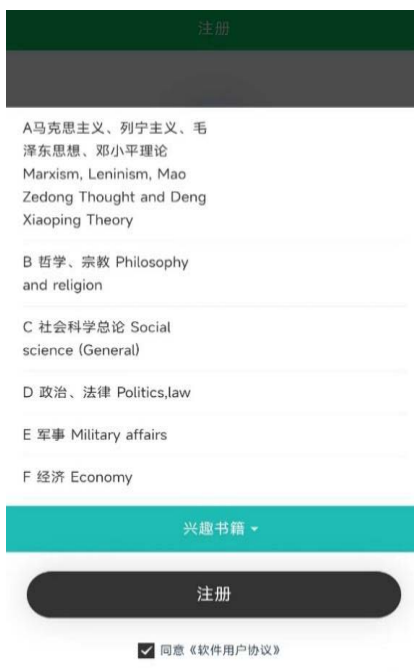 注册
A马克思主义、列宁主义、毛
泽东思想、邓小平理论
Marxism, Leninism, Mao
Zedong Thought and Deng
Xiaoping Theory
B 哲学、宗教 Philosophy
and religion
C 社会科学总论 Social
science (General)
D 政治、法律 Politics,law
E 军事 Military affairs
F 经济 Economy
兴趣书籍
注册
同意《软件用户协议》